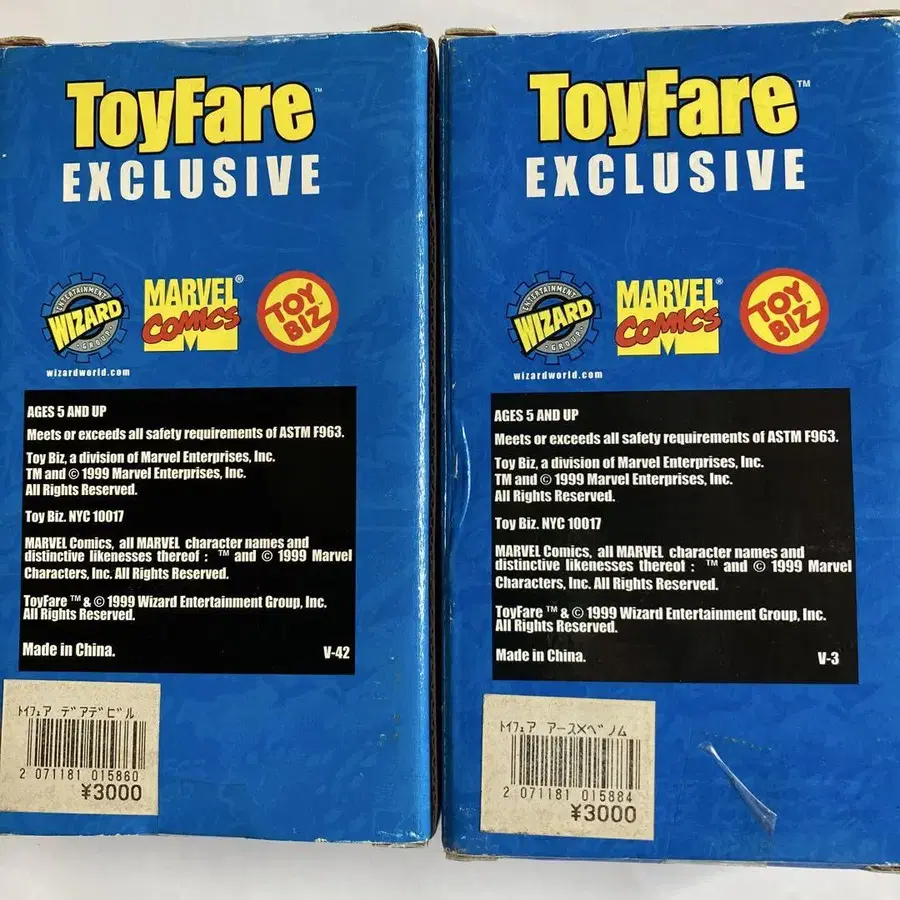 ToyFare™
EXCLUSIVE
ENTERTAINMENT
WIZARD
GROUP
wizardworld.com
MARVEL®
COMICS
TOY
BIZ™
AGES 5 AND UP
Meets or exceeds all safety requirements of ASTM F963.
Toy Biz, a division of Marvel Enterprises, Inc.
TM and © 1999 Marvel Enterprises, Inc.
All Rights Reserved.
Toy Biz. NYC 10017
MARVEL Comics, all MARVEL character names and
distinctive likenesses thereof : ™ and © 1999 Marvel
Characters, Inc. All Rights Reserved.
ToyFare ™ & © 1999 Wizard Entertainment Group, Inc.
All Rights Reserved.
Made in China. V-42
ﾄｲﾌｪｱ ﾃﾞｱﾃﾞﾋﾞﾙ
2 071181 015860
¥3000
ToyFare™
EXCLUSIVE
ENTERTAINMENT
WIZARD
GROUP
wizardworld.com
MARVEL®
COMICS
TOY
BIZ™
AGES 5 AND UP
Meets or exceeds all safety requirements of ASTM F963.
Toy Biz, a division of Marvel Enterprises, Inc.
TM and © 1999 Marvel Enterprises, Inc.
All Rights Reserved.
Toy Biz. NYC 10017
MARVEL Comics, all MARVEL character names and
distinctive likenesses thereof : ™ and © 1999 Marvel
Characters, Inc. All Rights Reserved.
ToyFare ™ & © 1999 Wizard Entertainment Group, Inc.
All Rights Reserved.
Made in China. V-3
ﾄｲﾌｪｱ ｱｰｽ×ﾍﾞﾉﾑ
2 071181 015884
¥3000